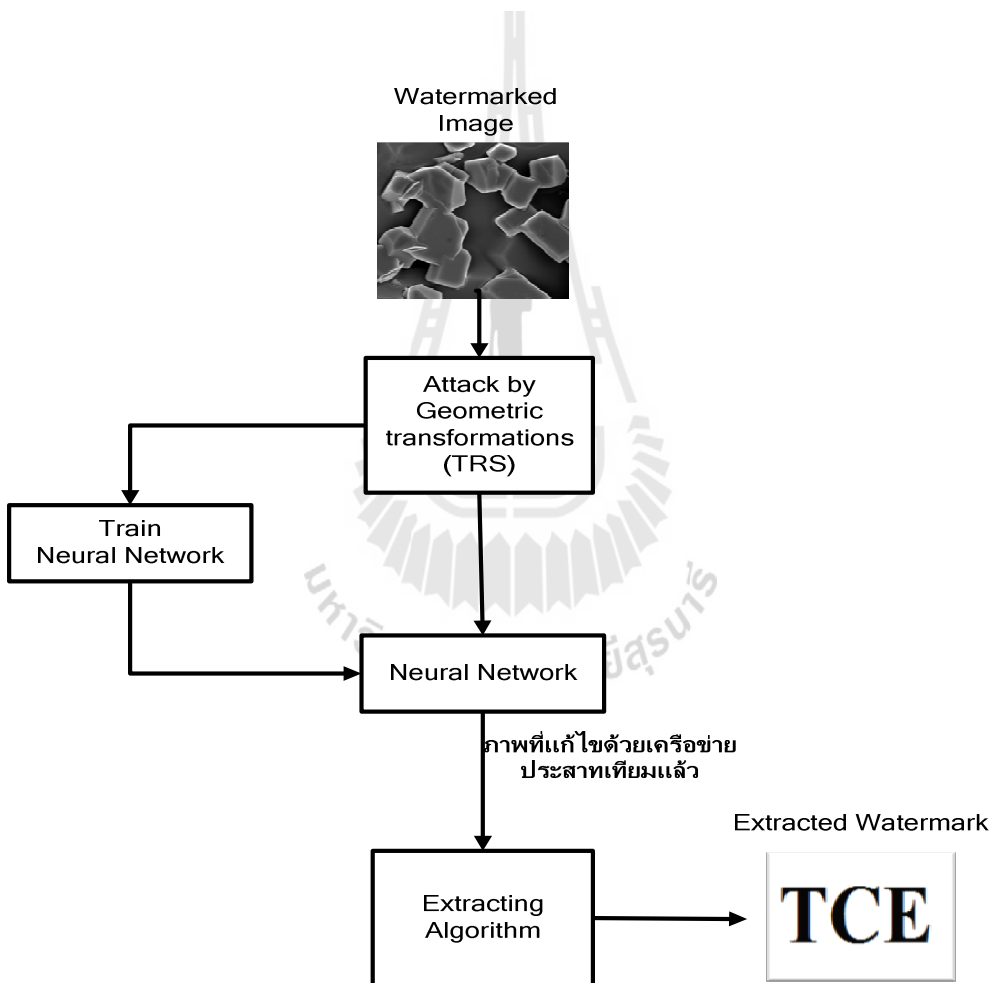 Watermarked
Image
Attack by
Geometric
transformations
(TRS)
Train
Neural Network
Neural Network
ภาพที่แก้ไขด้วยเครือข่าย
ประสาทเทียมแล้ว
Extracted Watermark
Extracting
Algorithm
TCE